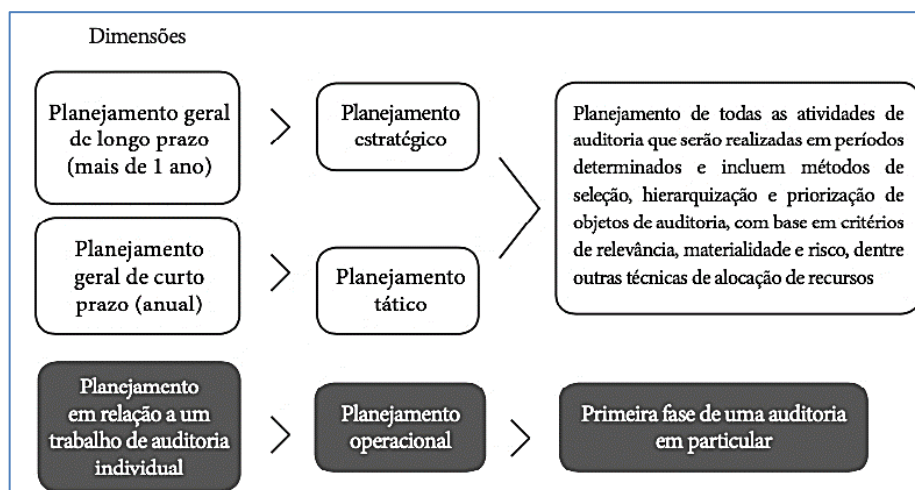 Dimensões
Planejamento geral
de longo prazo
(mais de 1 ano)
Planejamento
estratégico
Planejamento
geral de curto
prazo (anual)
Planejamento
tático
Planejamento de todas as atividades de
auditoria que serão realizadas em períodos
determinados e incluem métodos de
seleção, hierarquização e priorização de
objetos de auditoria, com base em critérios
de relevância, materialidade e risco, dentre
outras técnicas de alocação de recursos
Planejamento
em relação a um
trabalho de auditoria
individual
Planejamento
operacional
Primeira fase de uma auditoria
em particular